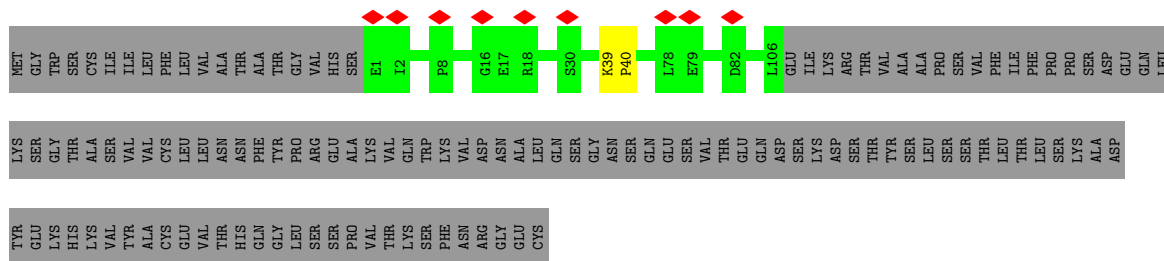 MET GLY TRP SER CYS ILE ILE LEU PHE LEU VAL ALA THR ALA THR GLY VAL HIS SER E1 I2 P8 G16 E17 R18 S30 K39 P40 L78 E79 D82 L106 GLU ILE LYS ARG THR VAL ALA ALA PRO SER VAL PHE ILE PHE PRO PRO SER ASP GLU GLN LEU
LYS SER GLY THR ALA SER VAL VAL CYS LEU LEU ASN ASN PHE TYR PRO ARG GLU ALA LYS VAL GLN TRP LYS VAL ASP ASN ALA LEU GLN SER GLY ASN SER GLN GLU SER VAL THR GLU GLN ASP SER LYS ASP SER THR TYR SER LEU SER SER THR LEU THR LEU SER LYS ALA ASP
TYR GLU LYS HIS LYS VAL TYR ALA CYS GLU VAL THR HIS GLN GLY LEU SER SER PRO VAL THR LYS SER PHE ASN ARG GLY GLU CYS